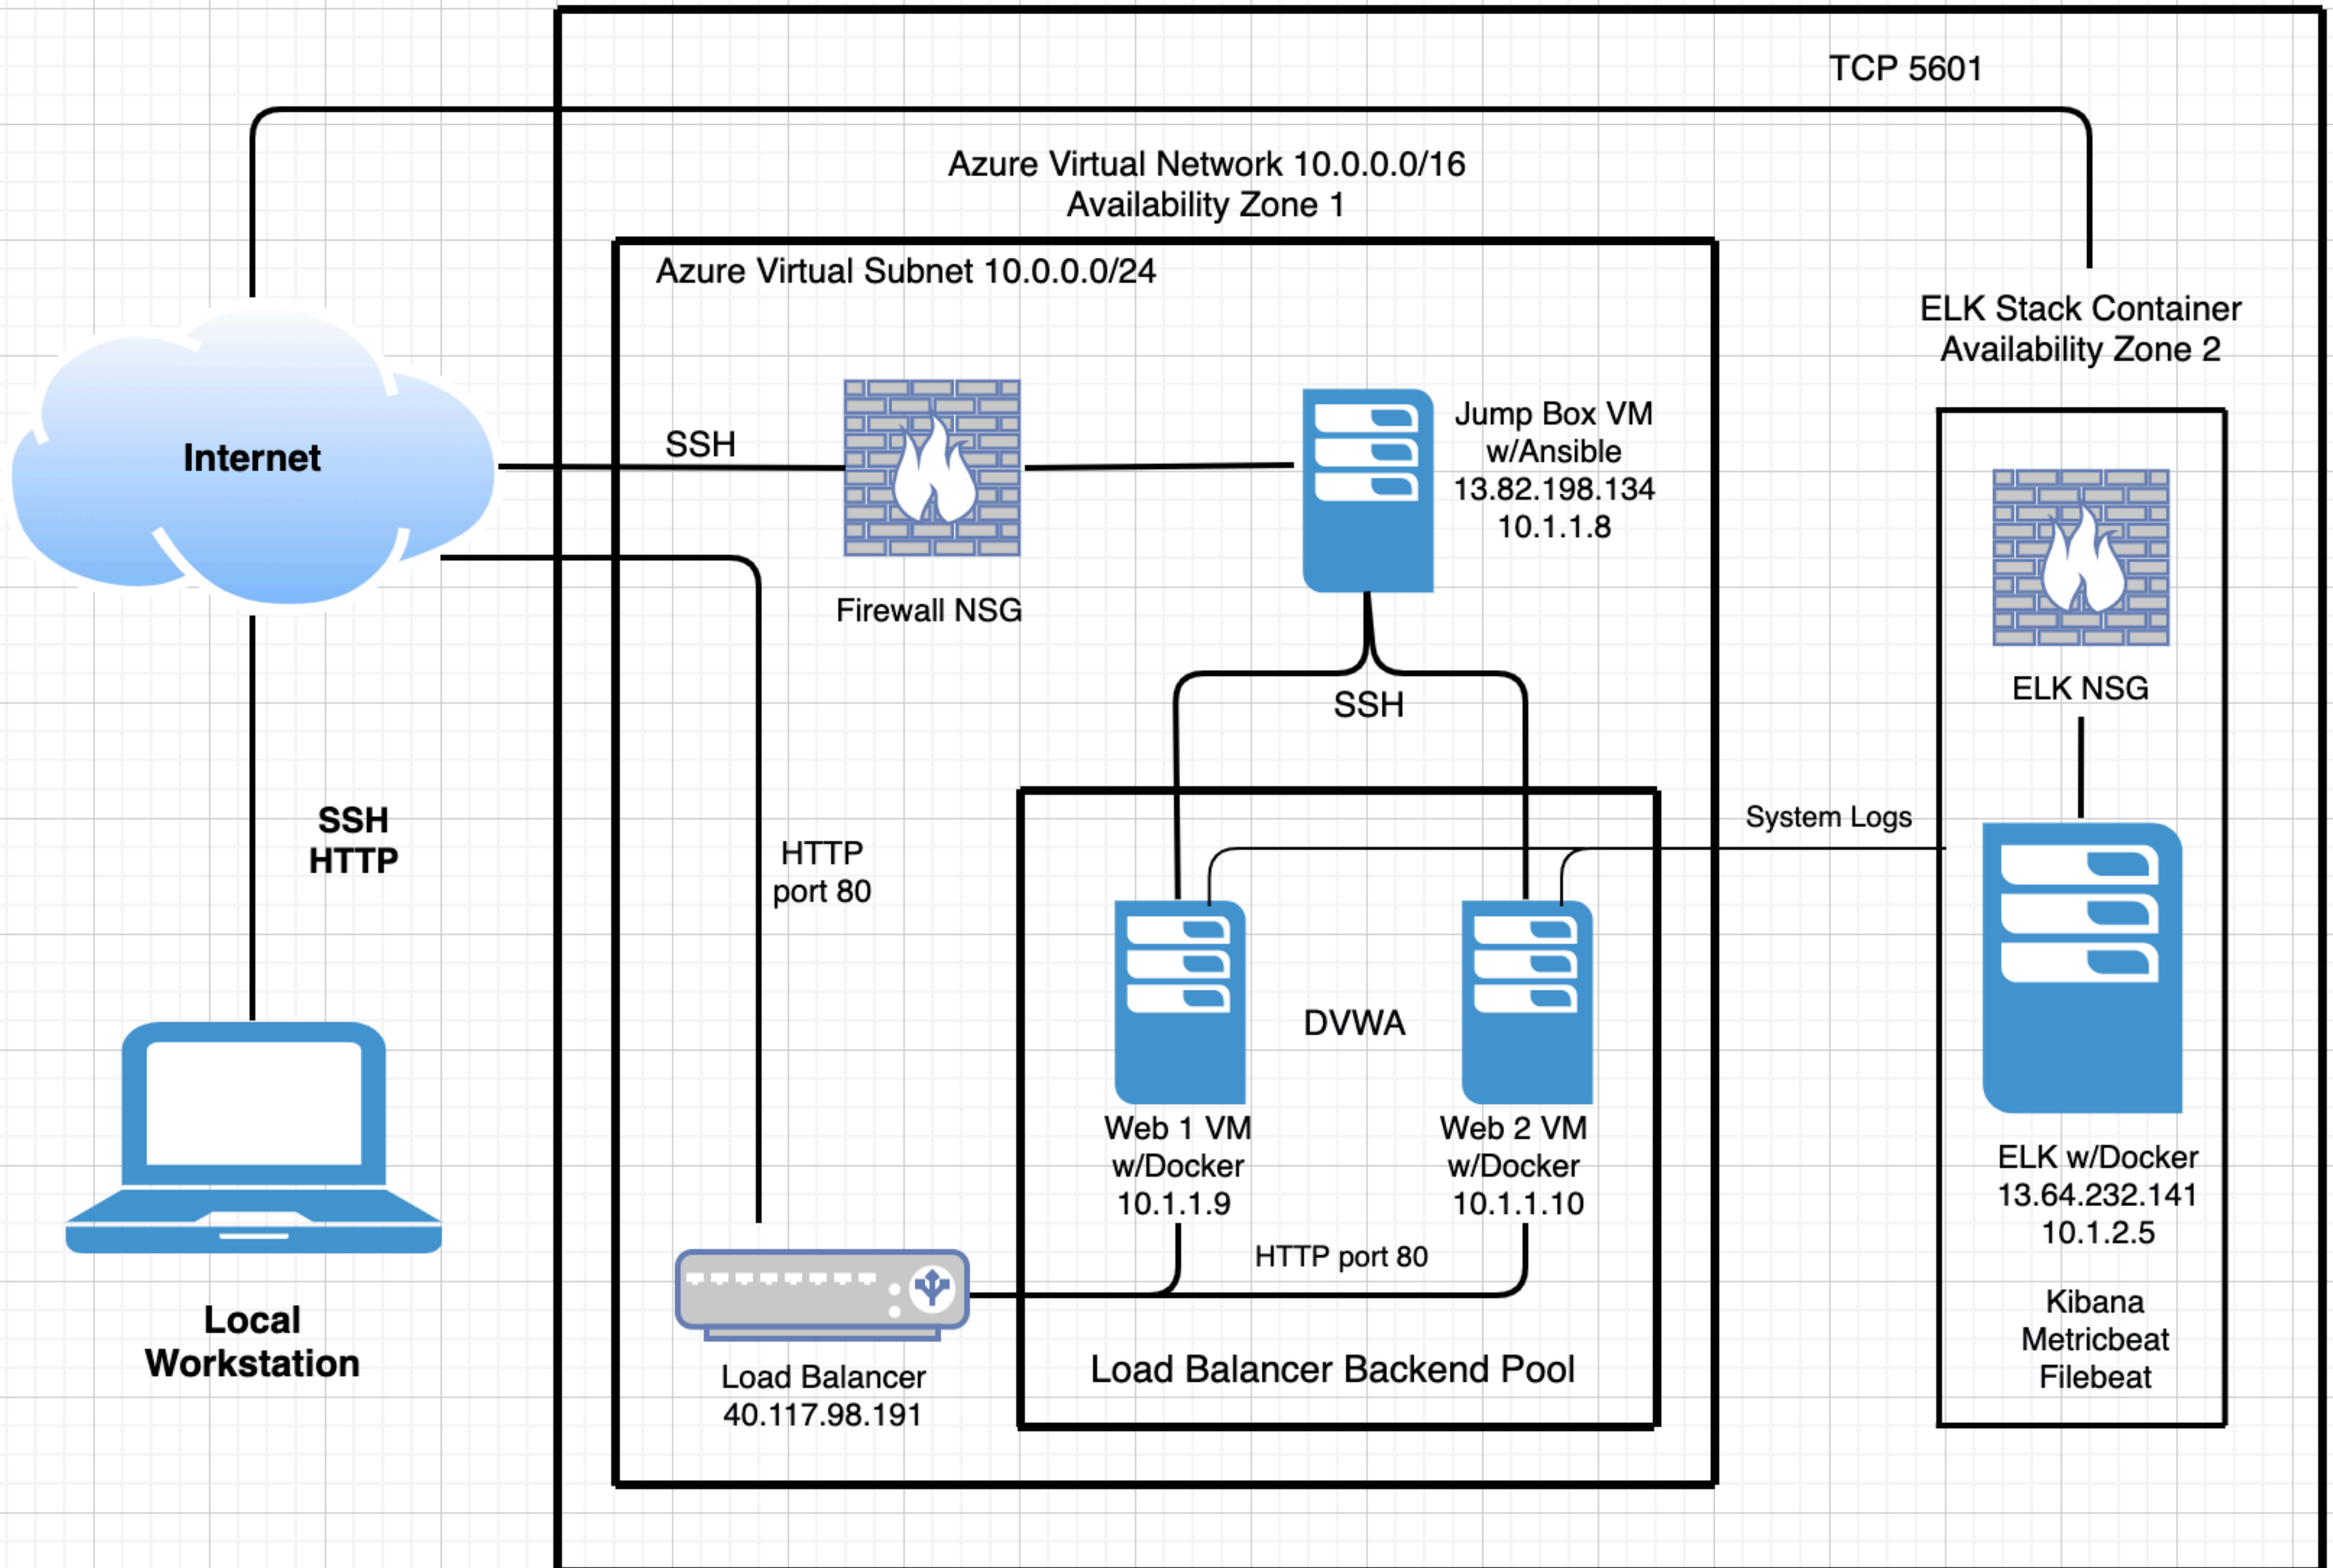 TCP 5601
Azure Virtual Network 10.0.0.0/16
Availability Zone 1
Azure Virtual Subnet 10.0.0.0/24
ELK Stack Container
Availability Zone 2
Internet
SSH
Firewall NSG
Jump Box VM
w/Ansible
13.82.198.134
10.1.1.8
SSH
ELK NSG
SSH
HTTP
HTTP
port 80
System Logs
DVWA
Web 1 VM
w/Docker
10.1.1.9
Web 2 VM
w/Docker
10.1.1.10
HTTP port 80
ELK w/Docker
13.64.232.141
10.1.2.5
Kibana
Metricbeat
Filebeat
Local
Workstation
Load Balancer
40.117.98.191
Load Balancer Backend Pool